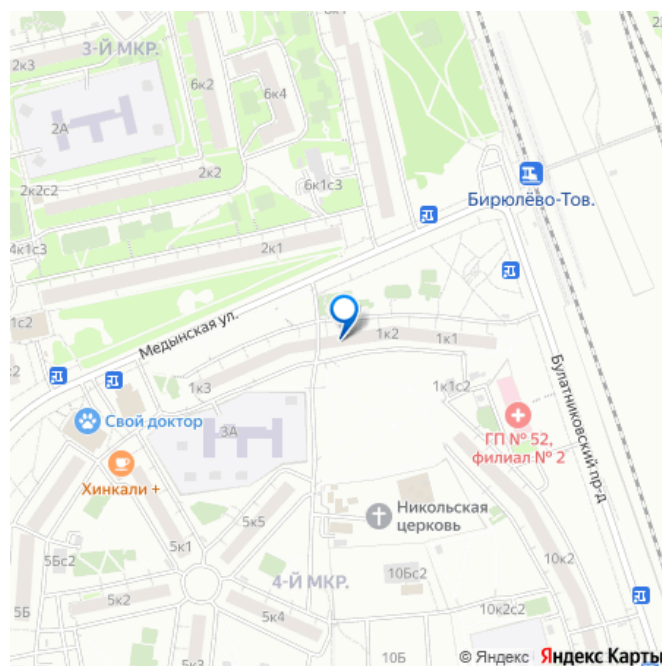 3-Й МКР.
2к3
6к2
6к4
2А
2к2с2
2к2
6к1с3
Бирюлёво-Тов.
4к1с3
2к1
1с2
Медынская ул.
1к2
1к1
1к3
1к1с2
Булатниковский пр-д
Свой доктор
3А
ГП № 52,
филиал № 2
Хинкали +
Никольская
церковь
5к5
5к1
5Бс2
10к2
4-Й МКР.
10Бс2
5Б
5к2
5к4
10к2с2
10Б
© Яндекс Яндекс Карты